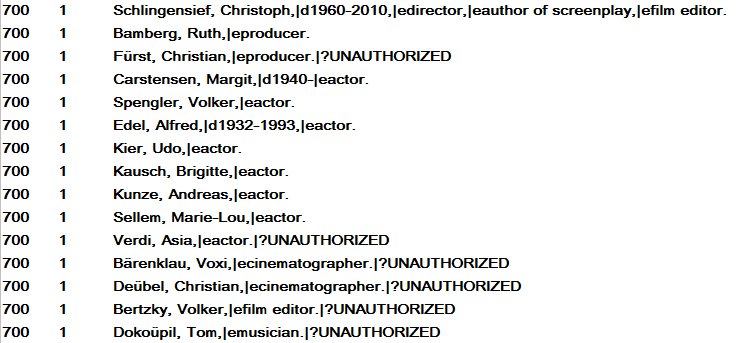 700 1 Schlingensief, Christoph,|d1960-2010,|edirector,|eauthor of screenplay,|efilm editor.
700 1 Bamberg, Ruth,|eproducer.
700 1 Fürst, Christian,|eproducer.|?UNAUTHORIZED
700 1 Carstensen, Margit,|d1940-|eactor.
700 1 Spengler, Volker,|eactor.
700 1 Edel, Alfred,|d1932-1993,|eactor.
700 1 Kier, Udo,|eactor.
700 1 Kausch, Brigitte,|eactor.
700 1 Kunze, Andreas,|eactor.
700 1 Sellem, Marie-Lou,|eactor.
700 1 Verdi, Asia,|eactor.|?UNAUTHORIZED
700 1 Bärenklau, Voxi,|ecinematographer.|?UNAUTHORIZED
700 1 Deübel, Christian,|ecinematographer.|?UNAUTHORIZED
700 1 Bertzky, Volker,|efilm editor.|?UNAUTHORIZED
700 1 Dokoüpil, Tom,|emusician.|?UNAUTHORIZED